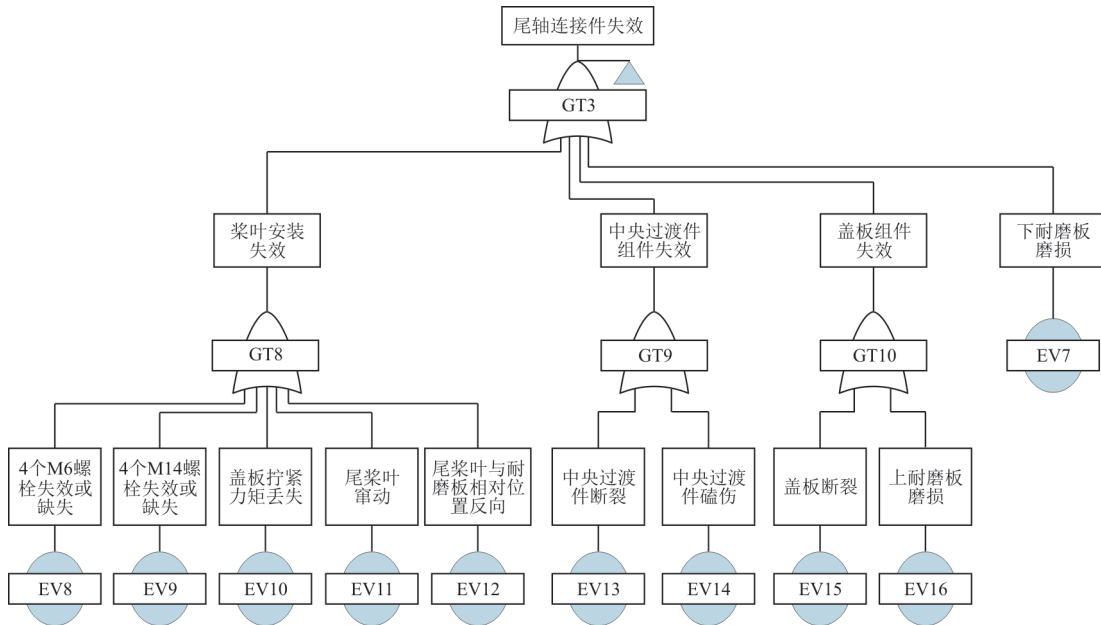 尾轴连接件失效
GT3
桨叶安装
失效
中央过渡件
组件失效
盖板组件
失效
下耐磨板
磨损
GT8
GT9
GT10
EV7
4个M6螺
栓失效或
缺失
4个M14螺
栓失效或
缺失
盖板拧紧
力矩丢失
尾桨叶
窜动
尾桨叶与耐
磨板相对位
置反向
中央过渡
件断裂
中央过渡
件磕伤
盖板断裂
上耐磨板
磨损
EV8
EV9
EV10
EV11
EV12
EV13
EV14
EV15
EV16